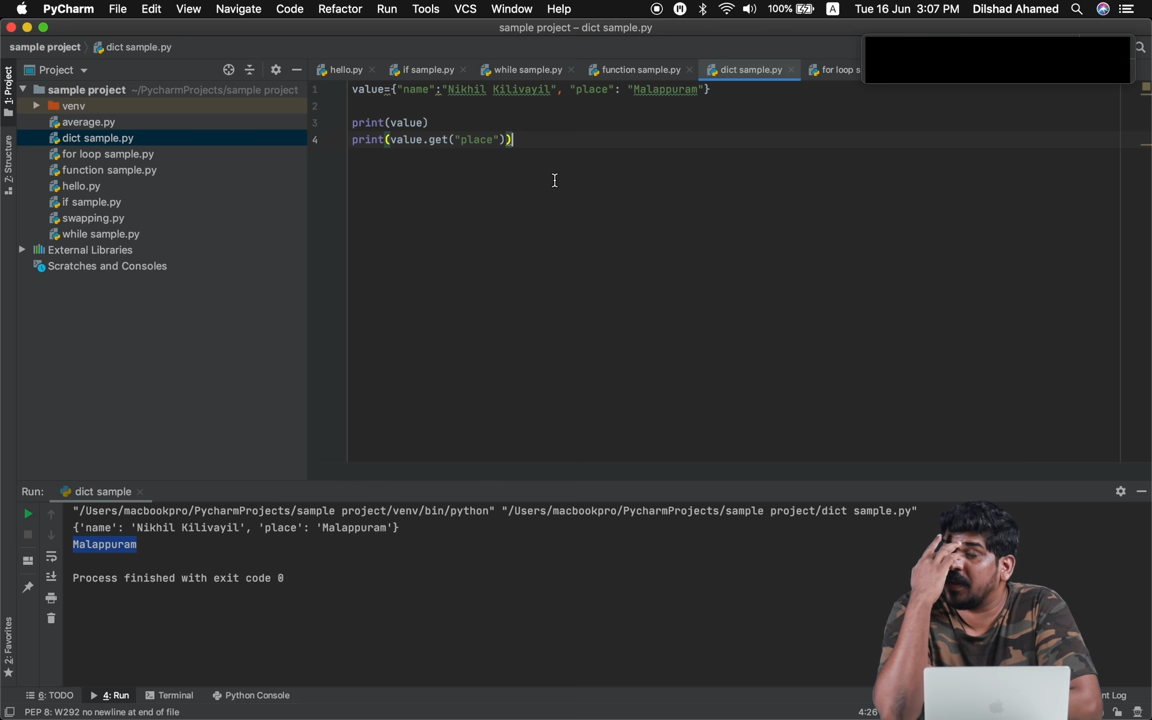 PyCharm File Edit View Navigate Code Refactor Run Tools VCS Window Help 100% A Tue 16 Jun 3:07 PM Dilshad Ahamed
sample project – dict sample.py
sample project dict sample.py
1: Project
Project
hello.py if sample.py while sample.py function sample.py dict sample.py for loop s
sample project ~/PycharmProjects/sample project
venv
average.py
dict sample.py
for loop sample.py
function sample.py
hello.py
if sample.py
swapping.py
while sample.py
External Libraries
Scratches and Consoles
7: Structure
1 value={"name":"Nikhil Kilivayil", "place": "Malappuram"}
2
3 print(value)
4 print(value.get("place"))
Run: dict sample
"/Users/macbookpro/PycharmProjects/sample project/venv/bin/python" "/Users/macbookpro/PycharmProjects/sample project/dict sample.py"
{'name': 'Nikhil Kilivayil', 'place': 'Malappuram'}
Malappuram
Process finished with exit code 0
2: Favorites
6: TODO 4: Run Terminal Python Console nt Log
PEP 8: W292 no newline at end of file 4:26